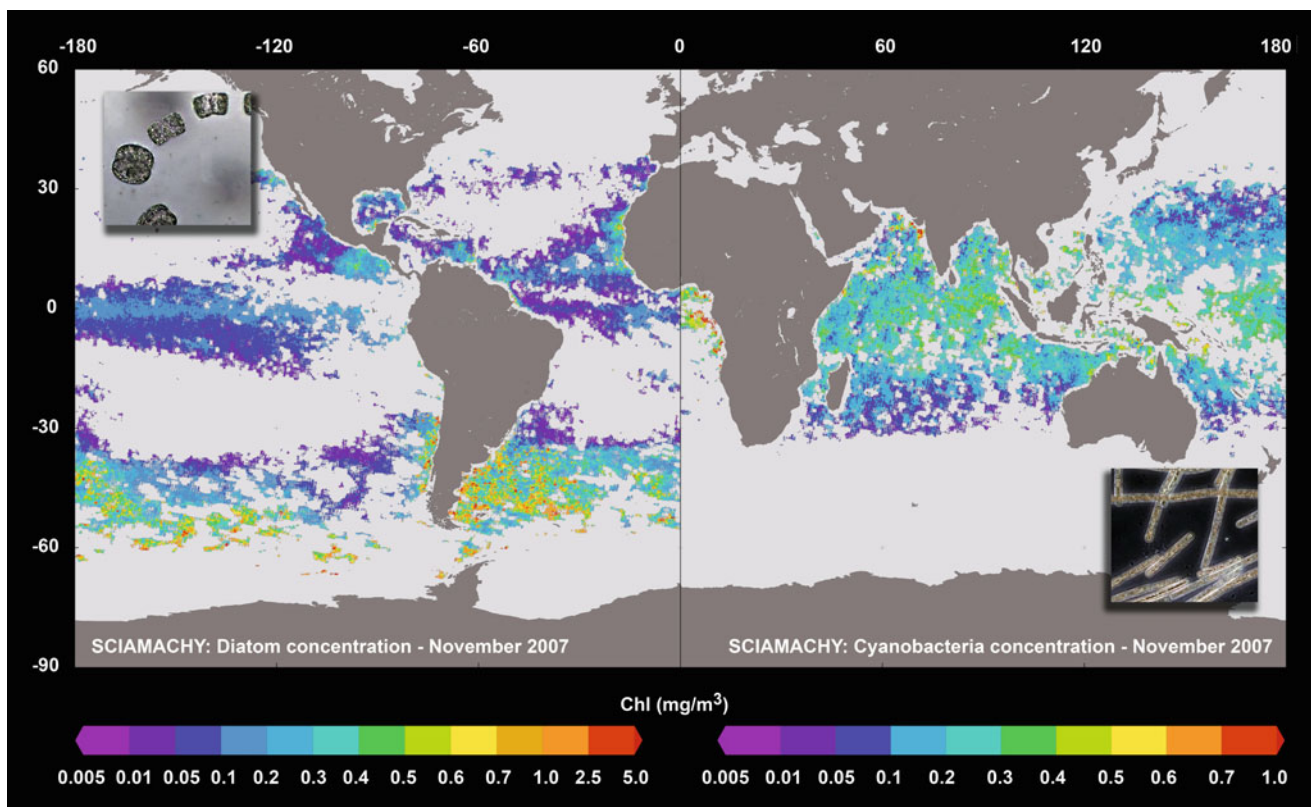 -180 -120 -60 0 60 120 180
60
30
0
-30
-60
-90
SCIAMACHY: Diatom concentration - November 2007
SCIAMACHY: Cyanobacteria concentration - November 2007
Chl (mg/m³)
0.005 0.01 0.05 0.1 0.2 0.3 0.4 0.5 0.6 0.7 1.0 2.5 5.0
0.005 0.01 0.05 0.1 0.2 0.3 0.4 0.5 0.6 0.7 1.0